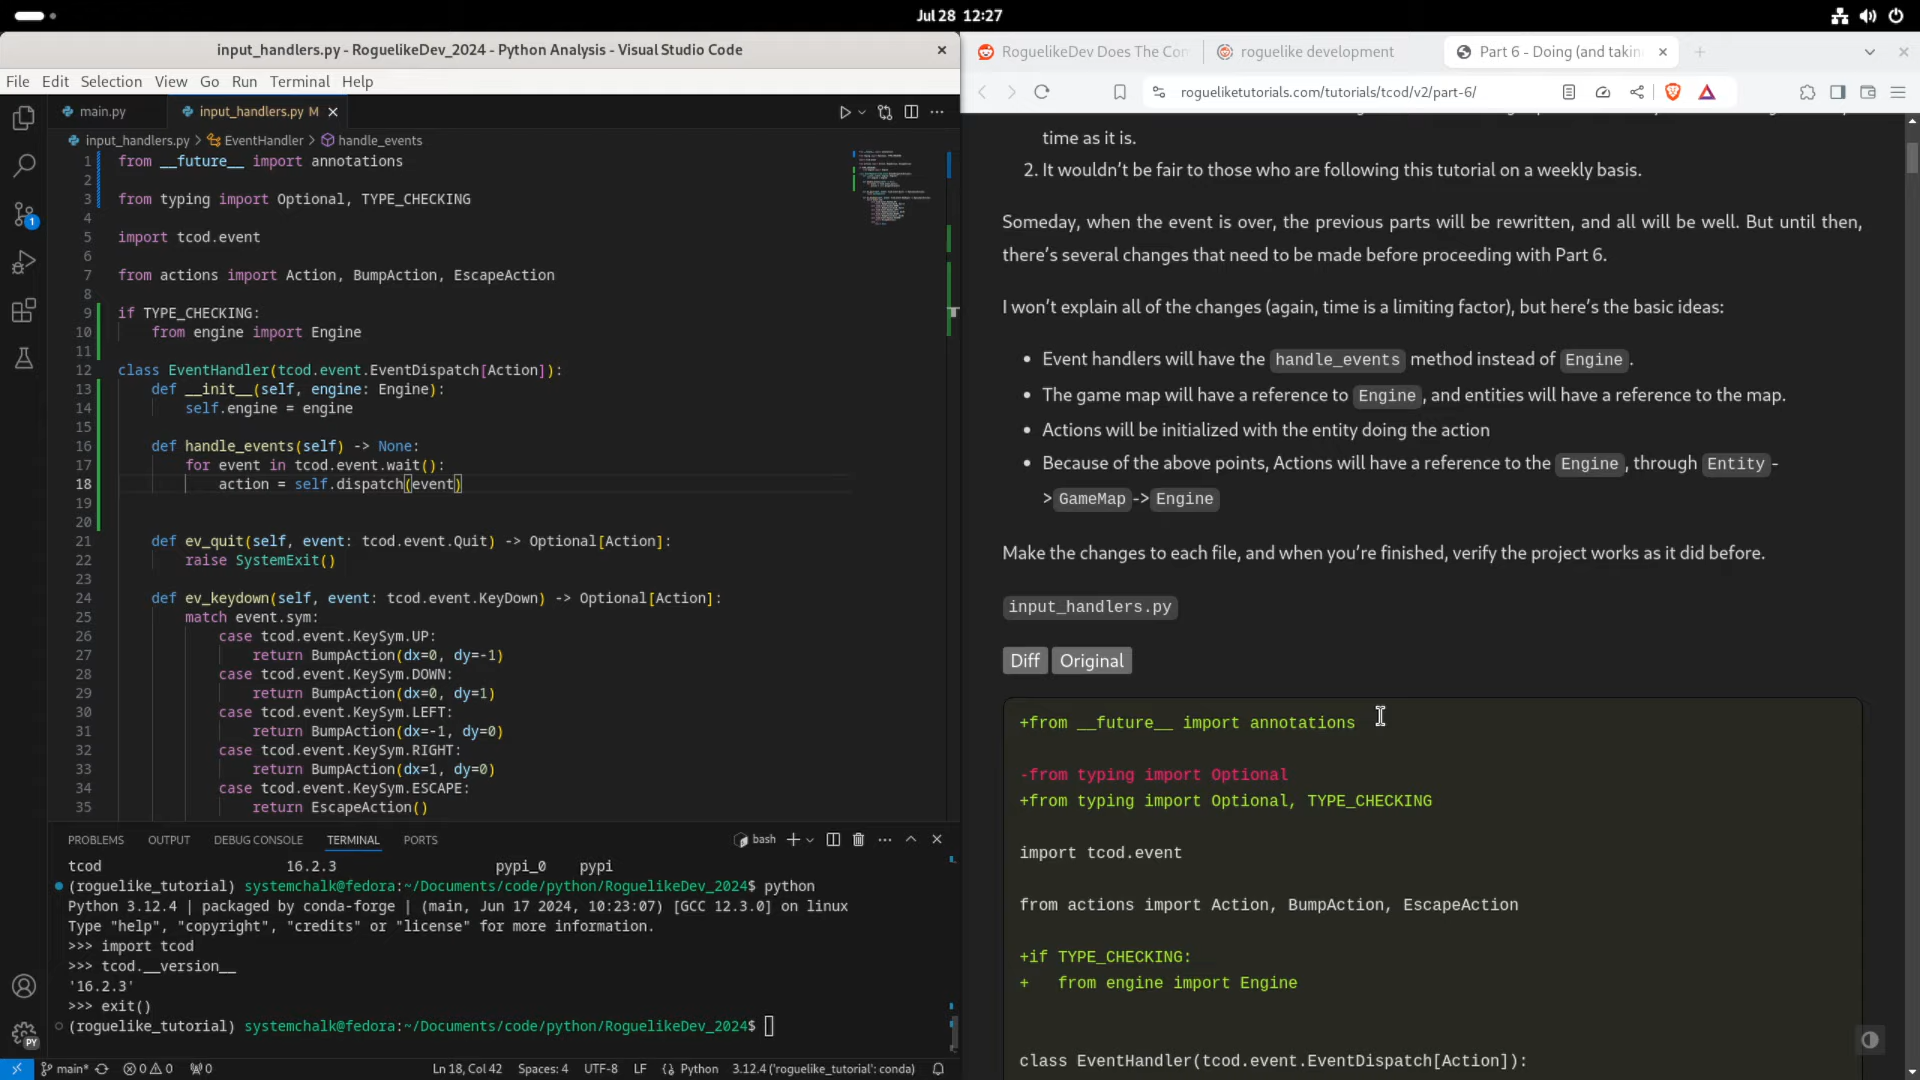 Jul 28 12:27
input_handlers.py - RoguelikeDev_2024 - Python Analysis - Visual Studio Code
File Edit Selection View Go Run Terminal Help
main.py
input_handlers.py M
input_handlers.py > EventHandler > handle_events
1 from __future__ import annotations
2
3 from typing import Optional, TYPE_CHECKING
4
5 import tcod.event
6
7 from actions import Action, BumpAction, EscapeAction
8
9 if TYPE_CHECKING:
10 from engine import Engine
11
12 class EventHandler(tcod.event.EventDispatch[Action]):
13 def __init__(self, engine: Engine):
14 self.engine = engine
15
16 def handle_events(self) -> None:
17 for event in tcod.event.wait():
18 action = self.dispatch(event)
19
20
21 def ev_quit(self, event: tcod.event.Quit) -> Optional[Action]:
22 raise SystemExit()
23
24 def ev_keydown(self, event: tcod.event.KeyDown) -> Optional[Action]:
25 match event.sym:
26 case tcod.event.KeySym.UP:
27 return BumpAction(dx=0, dy=-1)
28 case tcod.event.KeySym.DOWN:
29 return BumpAction(dx=0, dy=1)
30 case tcod.event.KeySym.LEFT:
31 return BumpAction(dx=-1, dy=0)
32 case tcod.event.KeySym.RIGHT:
33 return BumpAction(dx=1, dy=0)
34 case tcod.event.KeySym.ESCAPE:
35 return EscapeAction()
PROBLEMS OUTPUT DEBUG CONSOLE TERMINAL PORTS
bash
tcod 16.2.3 pypi_0 pypi
(roguelike_tutorial) systemchalk@fedora:~/Documents/code/python/RoguelikeDev_2024$ python
Python 3.12.4 | packaged by conda-forge | (main, Jun 17 2024, 10:23:07) [GCC 12.3.0] on linux
Type "help", "copyright", "credits" or "license" for more information.
>>> import tcod
>>> tcod.__version__
'16.2.3'
>>> exit()
(roguelike_tutorial) systemchalk@fedora:~/Documents/code/python/RoguelikeDev_2024$
1
PY
main* 0 0 0 Ln 18, Col 42 Spaces: 4 UTF-8 LF Python 3.12.4 ('roguelike_tutorial': conda)
RoguelikeDev Does The Con
roguelike development
Part 6 - Doing (and takin
rogueliketutorials.com/tutorials/tcod/v2/part-6/
time as it is.
2. It wouldn't be fair to those who are following this tutorial on a weekly basis.
Someday, when the event is over, the previous parts will be rewritten, and all will be well. But until then,
there's several changes that need to be made before proceeding with Part 6.
I won't explain all of the changes (again, time is a limiting factor), but here's the basic ideas:
• Event handlers will have the handle_events method instead of Engine.
• The game map will have a reference to Engine, and entities will have a reference to the map.
• Actions will be initialized with the entity doing the action
• Because of the above points, Actions will have a reference to the Engine, through Entity-
>GameMap->Engine
Make the changes to each file, and when you're finished, verify the project works as it did before.
input_handlers.py
Diff Original
+from __future__ import annotations
-from typing import Optional
+from typing import Optional, TYPE_CHECKING
import tcod.event
from actions import Action, BumpAction, EscapeAction
+if TYPE_CHECKING:
+ from engine import Engine
class EventHandler(tcod.event.EventDispatch[Action]):